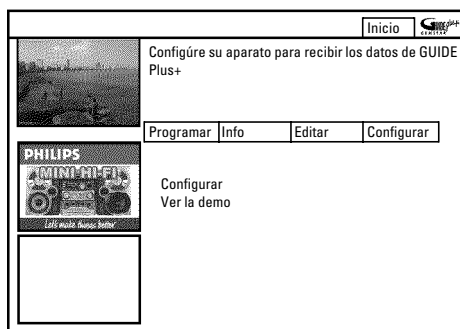 Inicio GUIDE Plus+
GEMSTAR
Configúre su aparato para recibir los datos de GUIDE
Plus+
Programar Info Editar Configurar
PHILIPS
MINI-HI-FI
Configurar
Ver la demo
Let's make things better